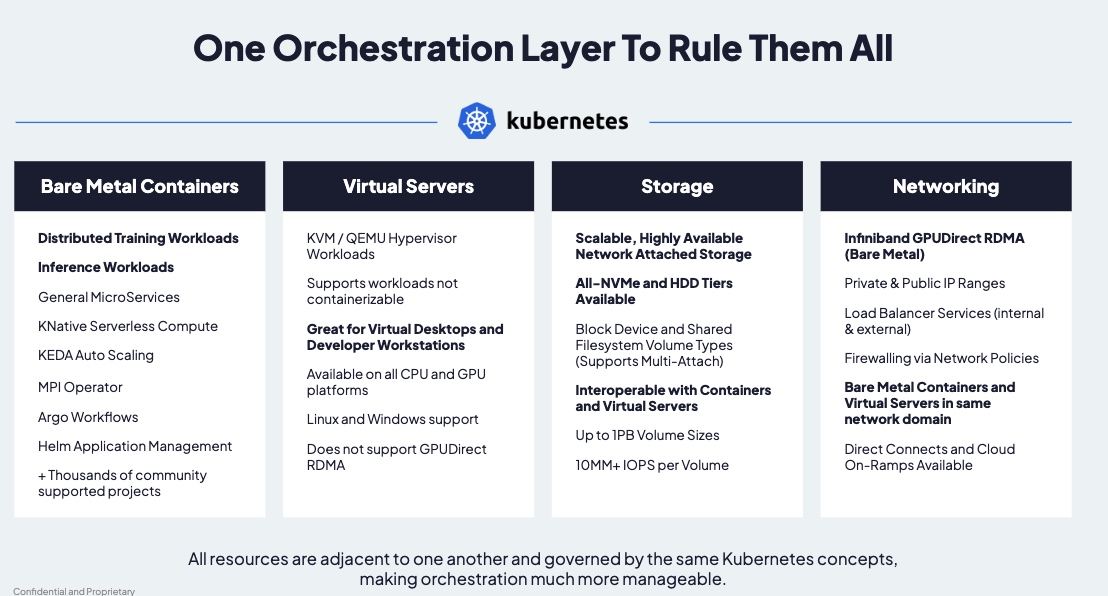 One Orchestration Layer To Rule Them All
kubernetes
Bare Metal Containers
Distributed Training Workloads
Inference Workloads
General MicroServices
KNative Serverless Compute
KEDA Auto Scaling
MPI Operator
Argo Workflows
Helm Application Management
+ Thousands of community
supported projects
Virtual Servers
KVM / QEMU Hypervisor
Workloads
Supports workloads not
containerizable
Great for Virtual Desktops and
Developer Workstations
Available on all CPU and GPU
platforms
Linux and Windows support
Does not support GPUDirect
RDMA
Storage
Scalable, Highly Available
Network Attached Storage
All-NVMe and HDD Tiers
Available
Block Device and Shared
Filesystem Volume Types
(Supports Multi-Attach)
Interoperable with Containers
and Virtual Servers
Up to 1PB Volume Sizes
10MM+ IOPS per Volume
Networking
Infiniband GPUDirect RDMA
(Bare Metal)
Private & Public IP Ranges
Load Balancer Services (internal
& external)
Firewalling via Network Policies
Bare Metal Containers and
Virtual Servers in same
network domain
Direct Connects and Cloud
On-Ramps Available
All resources are adjacent to one another and governed by the same Kubernetes concepts,
making orchestration much more manageable.
Confidential and Proprietary